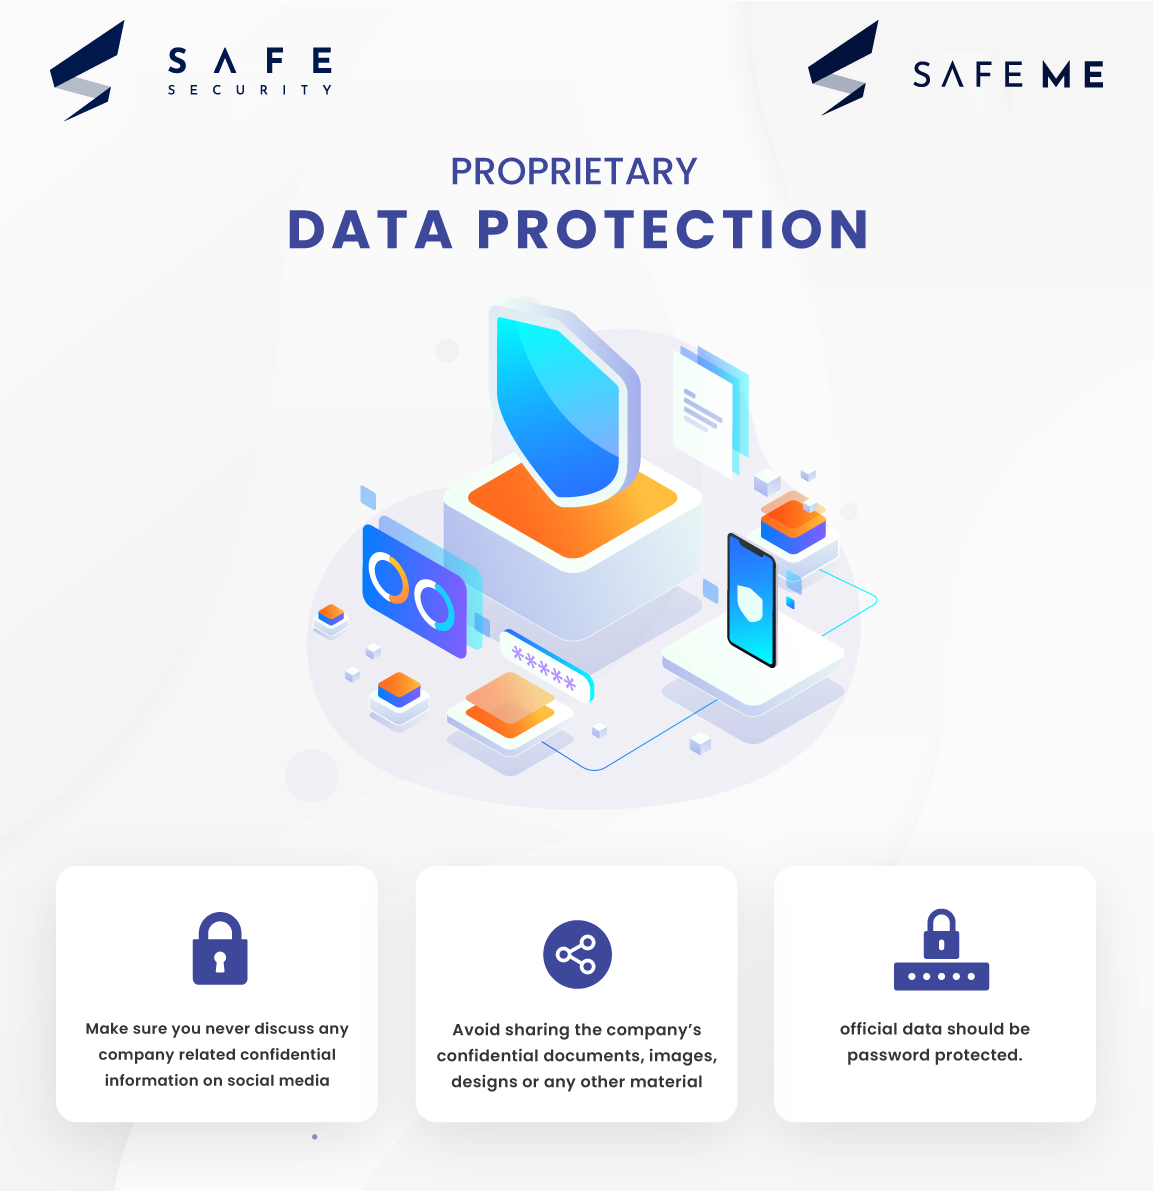 SAFE
SECURITY
SAFE ME
PROPRIETARY
DATA PROTECTION
*****
Make sure you never discuss any
company related confidential
information on social media
Avoid sharing the company’s
confidential documents, images,
designs or any other material
official data should be
password protected.